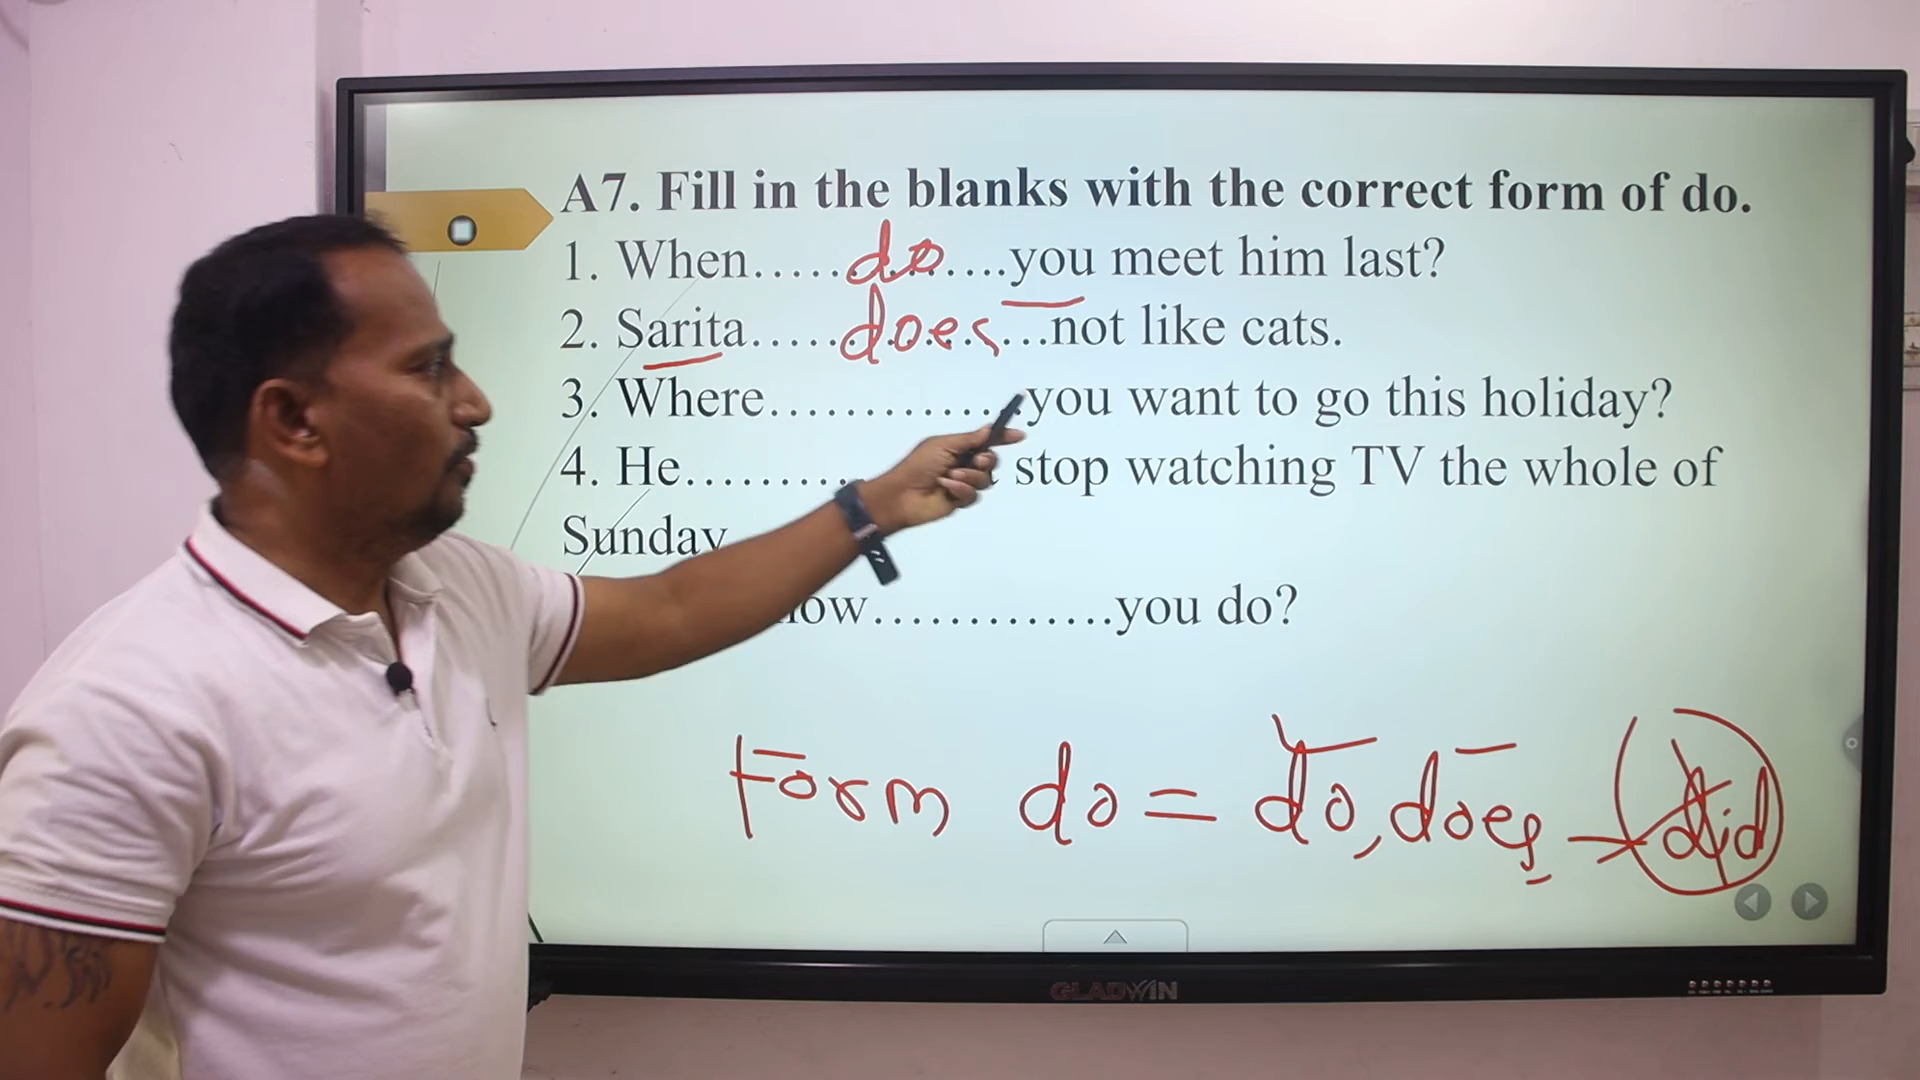 A7. Fill in the blanks with the correct form of do.
1. When.....do.....you meet him last?
2. Sarita.....does...not like cats.
3. Where..............you want to go this holiday?
4. He......... stop watching TV the whole of
Sunday
you do?
Form do = do, does did
GLADWIN